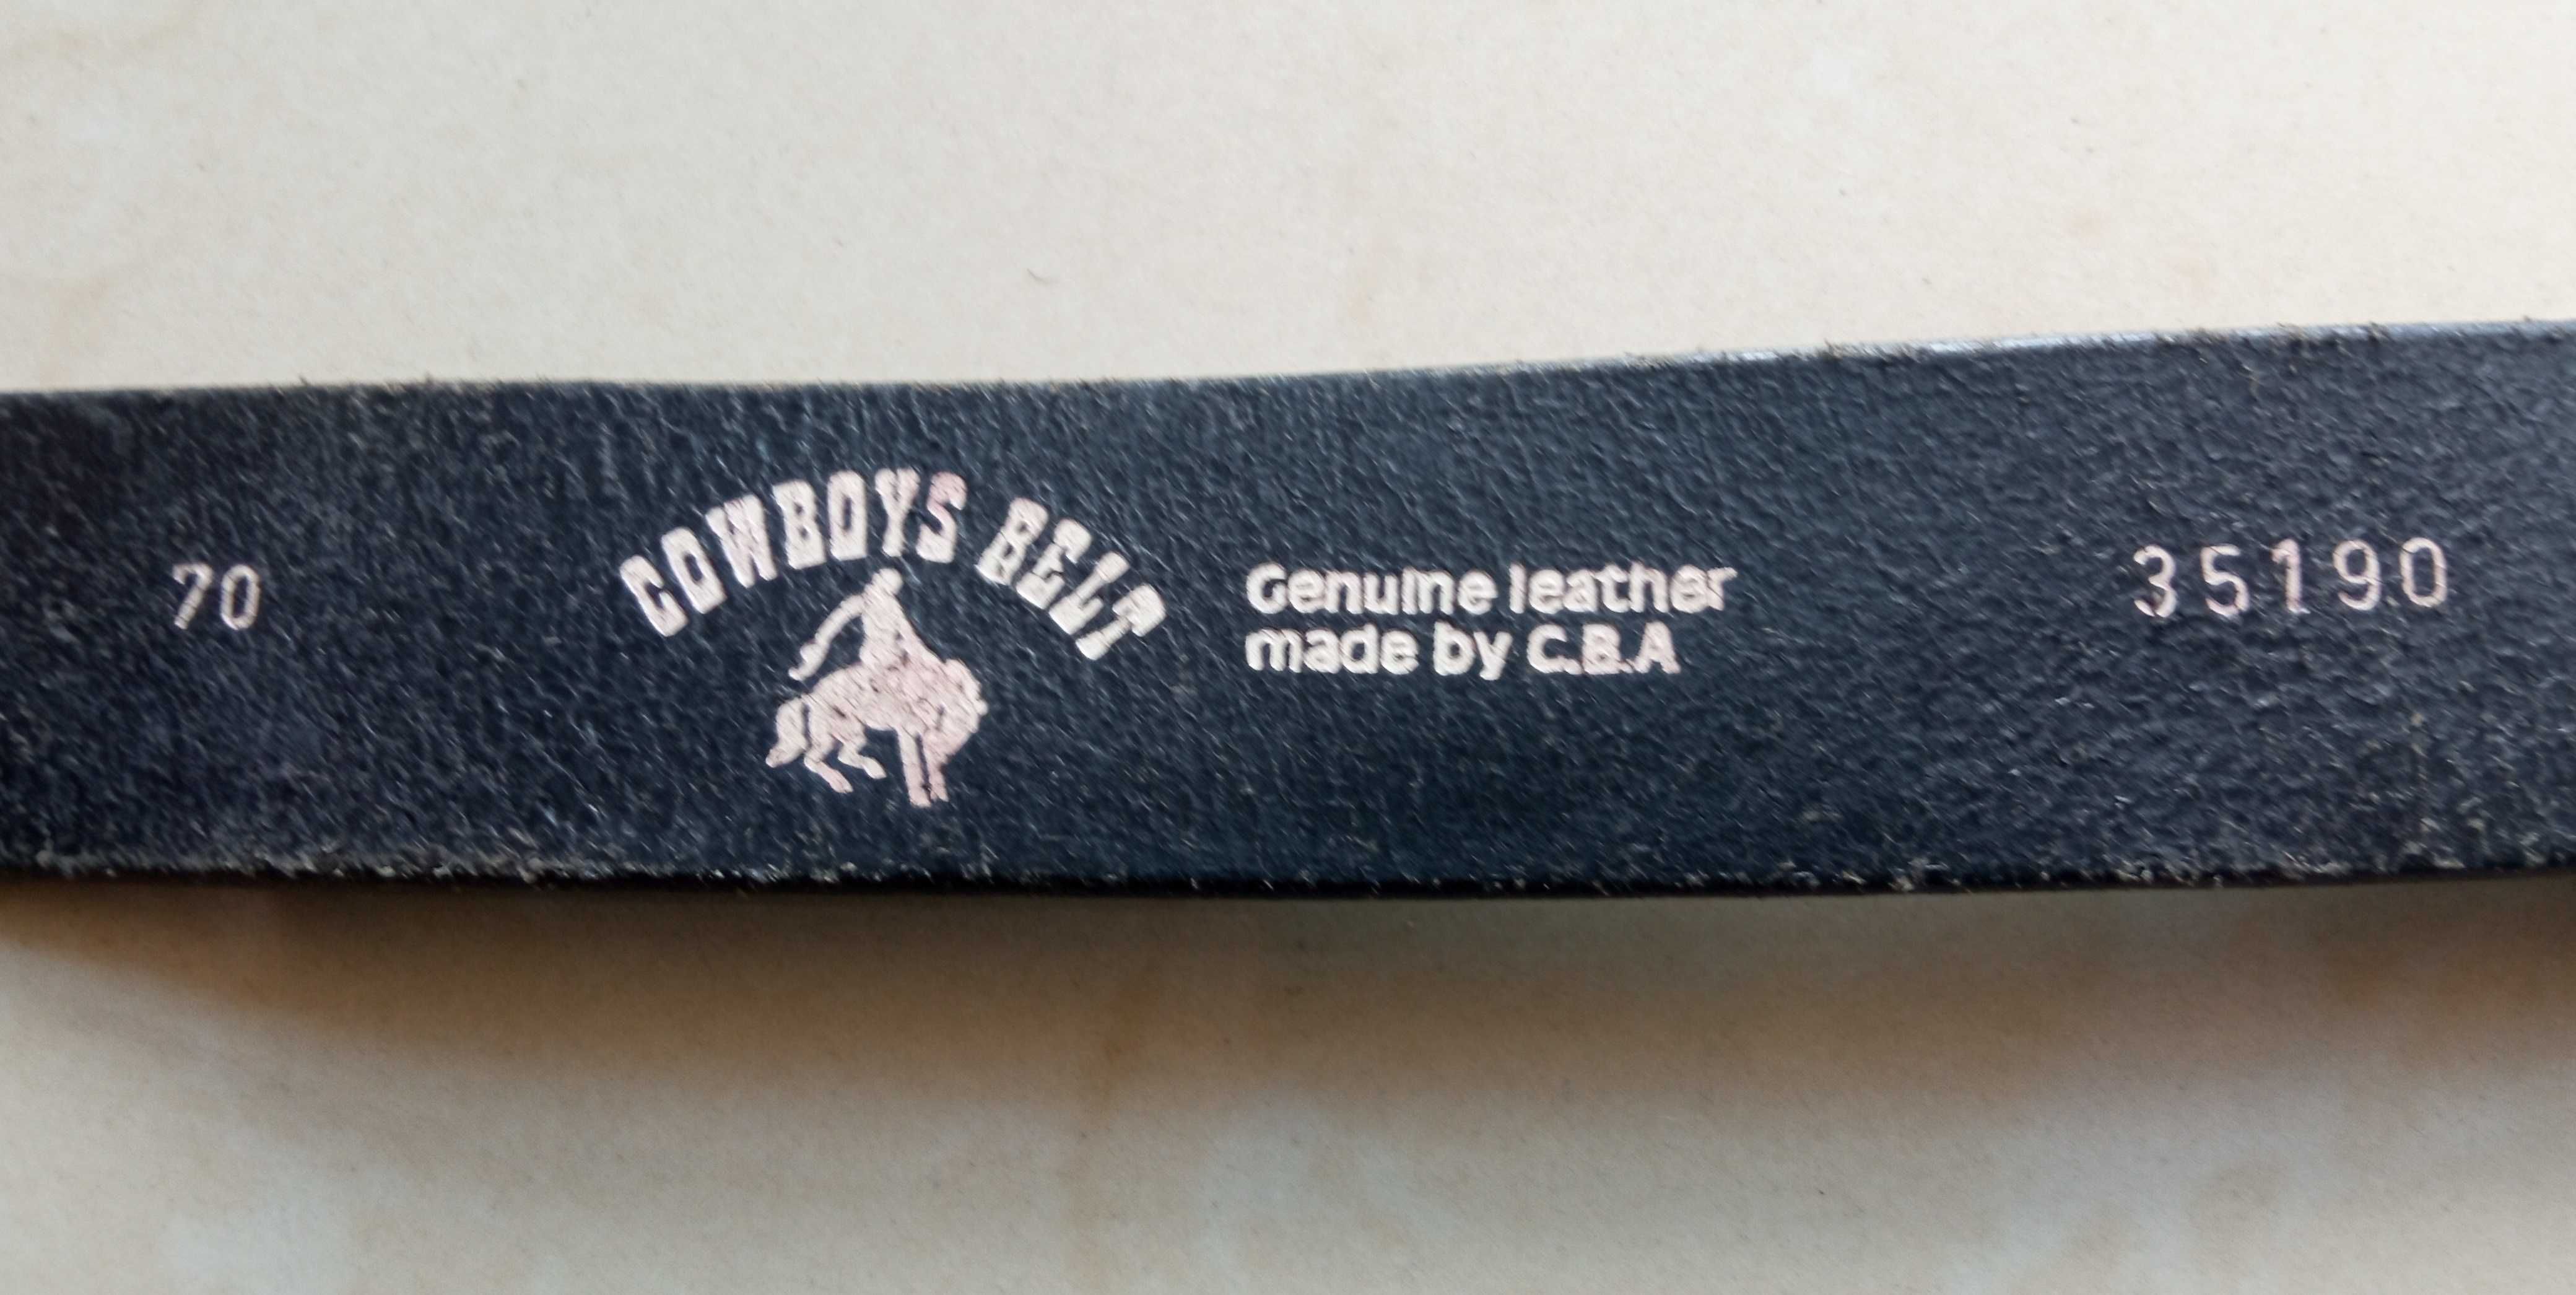 70
COWBOYS BELT
Genuine leather
made by C.B.A
35190